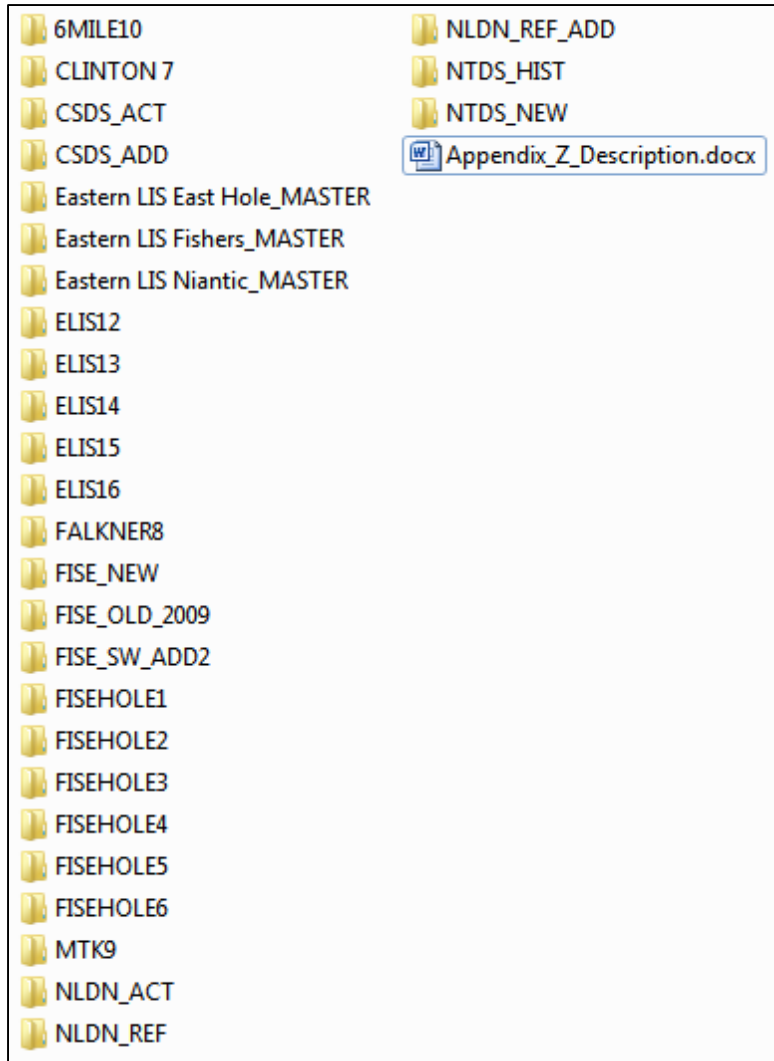 6MILE10
CLINTON 7
CSDS_ACT
CSDS_ADD
Eastern LIS East Hole_MASTER
Eastern LIS Fishers_MASTER
Eastern LIS Niantic_MASTER
ELIS12
ELIS13
ELIS14
ELIS15
ELIS16
FALKNER8
FISE_NEW
FISE_OLD_2009
FISE_SW_ADD2
FISEHOLE1
FISEHOLE2
FISEHOLE3
FISEHOLE4
FISEHOLE5
FISEHOLE6
MTK9
NLDN_ACT
NLDN_REF
NLDN_REF_ADD
NTDS_HIST
NTDS_NEW
Appendix_Z_Description.docx